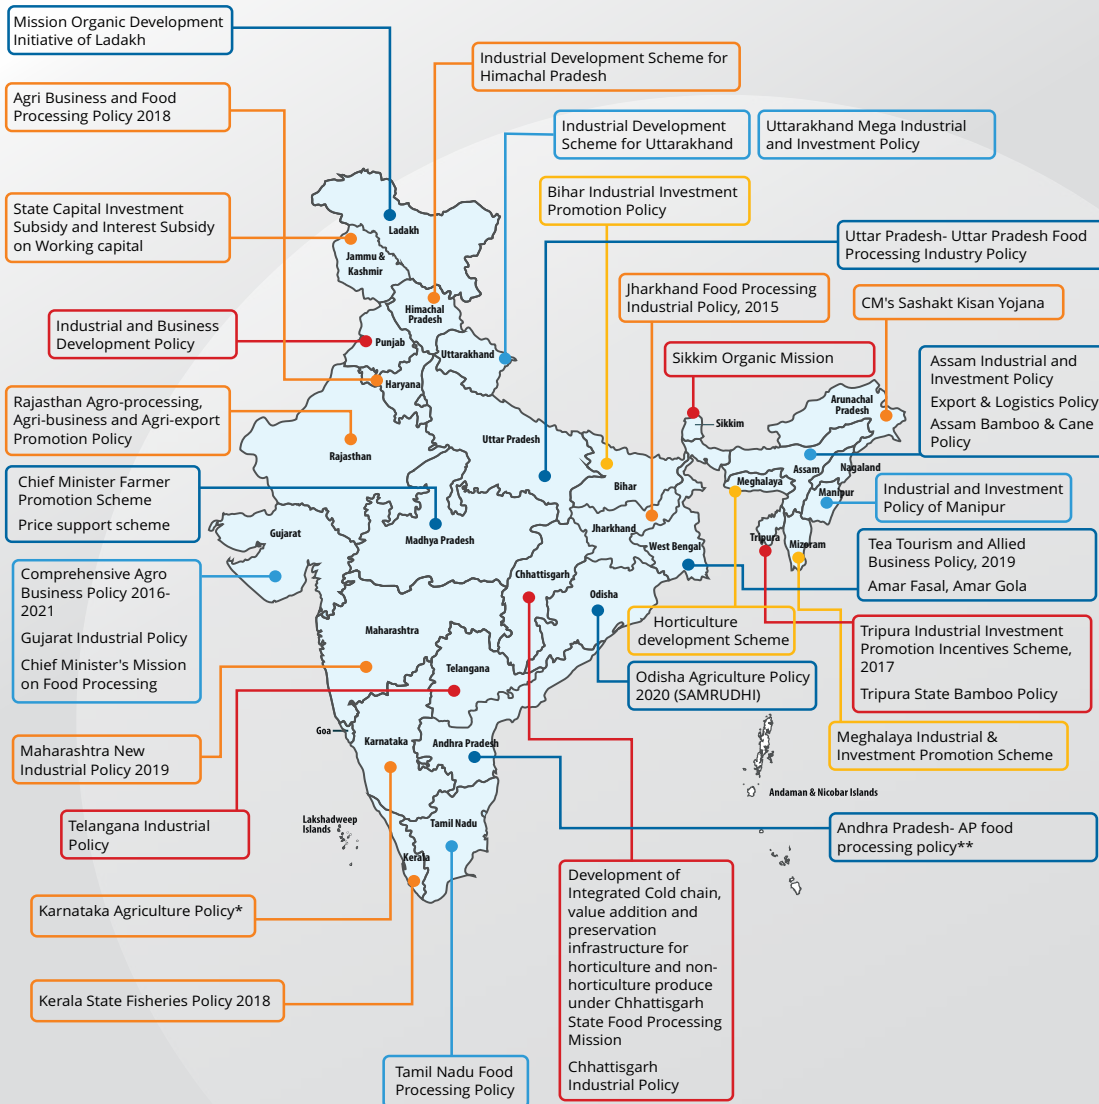 Mission Organic Development
Initiative of Ladakh
Industrial Development Scheme for
Himachal Pradesh
Agri Business and Food
Processing Policy 2018
Industrial Development
Scheme for Uttarakhand
Uttarakhand Mega Industrial
and Investment Policy
Bihar Industrial Investment
Promotion Policy
State Capital Investment
Subsidy and Interest Subsidy
on Working capital
Uttar Pradesh- Uttar Pradesh Food
Processing Industry Policy
Jharkhand Food Processing
Industrial Policy, 2015
CM's Sashakt Kisan Yojana
Industrial and Business
Development Policy
Sikkim Organic Mission
Assam Industrial and
Investment Policy
Export & Logistics Policy
Assam Bamboo & Cane
Policy
Rajasthan Agro-processing,
Agri-business and Agri-export
Promotion Policy
Chief Minister Farmer
Promotion Scheme
Price support scheme
Industrial and Investment
Policy of Manipur
Tea Tourism and Allied
Business Policy, 2019
Amar Fasal, Amar Gola
Comprehensive Agro
Business Policy 2016-
2021
Gujarat Industrial Policy
Chief Minister's Mission
on Food Processing
Horticulture
development Scheme
Tripura Industrial Investment
Promotion Incentives Scheme,
2017
Tripura State Bamboo Policy
Odisha Agriculture Policy
2020 (SAMRUDHI)
Maharashtra New
Industrial Policy 2019
Meghalaya Industrial &
Investment Promotion Scheme
Telangana Industrial
Policy
Andhra Pradesh- AP food
processing policy**
Karnataka Agriculture Policy*
Development of
Integrated Cold chain,
value addition and
preservation
infrastructure for
horticulture and non-
horticulture produce
under Chhattisgarh
State Food Processing
Mission
Chhattisgarh
Industrial Policy
Kerala State Fisheries Policy 2018
Tamil Nadu Food
Processing Policy
Ladakh
Jammu &
Kashmir
Himachal
Pradesh
Punjab
Uttarakhand
Haryana
Rajasthan
Uttar Pradesh
Sikkim
Arunachal
Pradesh
Assam
Nagaland
Meghalaya
Manipur
Bihar
Jharkhand
West Bengal
Tripura
Mizoram
Gujarat
Madhya Pradesh
Chhattisgarh
Odisha
Maharashtra
Telangana
Goa
Karnataka
Andhra Pradesh
Andaman & Nicobar Islands
Lakshadweep
Islands
Tamil Nadu
Kerala